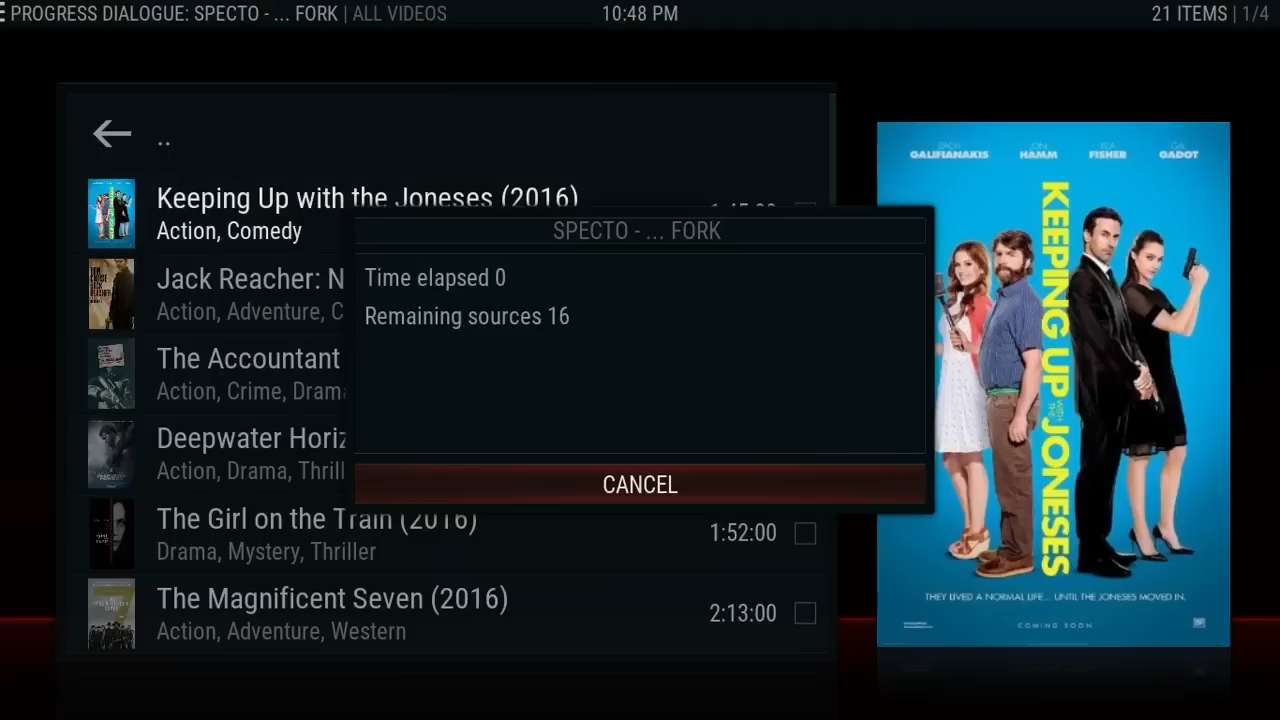 PROGRESS DIALOGUE: SPECTO - ... FORK | ALL VIDEOS
10:48 PM
21 ITEMS | 1/4
..
Keeping Up with the Joneses (2016)
Action, Comedy
Jack Reacher: N
Action, Adventure, C
The Accountant
Action, Crime, Drama
Deepwater Horiz
Action, Drama, Thrill
The Girl on the Train (2016)
Drama, Mystery, Thriller
1:52:00
The Magnificent Seven (2016)
Action, Adventure, Western
2:13:00
SPECTO - ... FORK
Time elapsed 0
Remaining sources 16
CANCEL
GALIFIANAKIS HAMM FISHER GADOT
KEEPING UP WITH THE JONESES
THEY LIVED A NORMAL LIFE... UNTIL THE JONESES MOVED IN.
COMING SOON